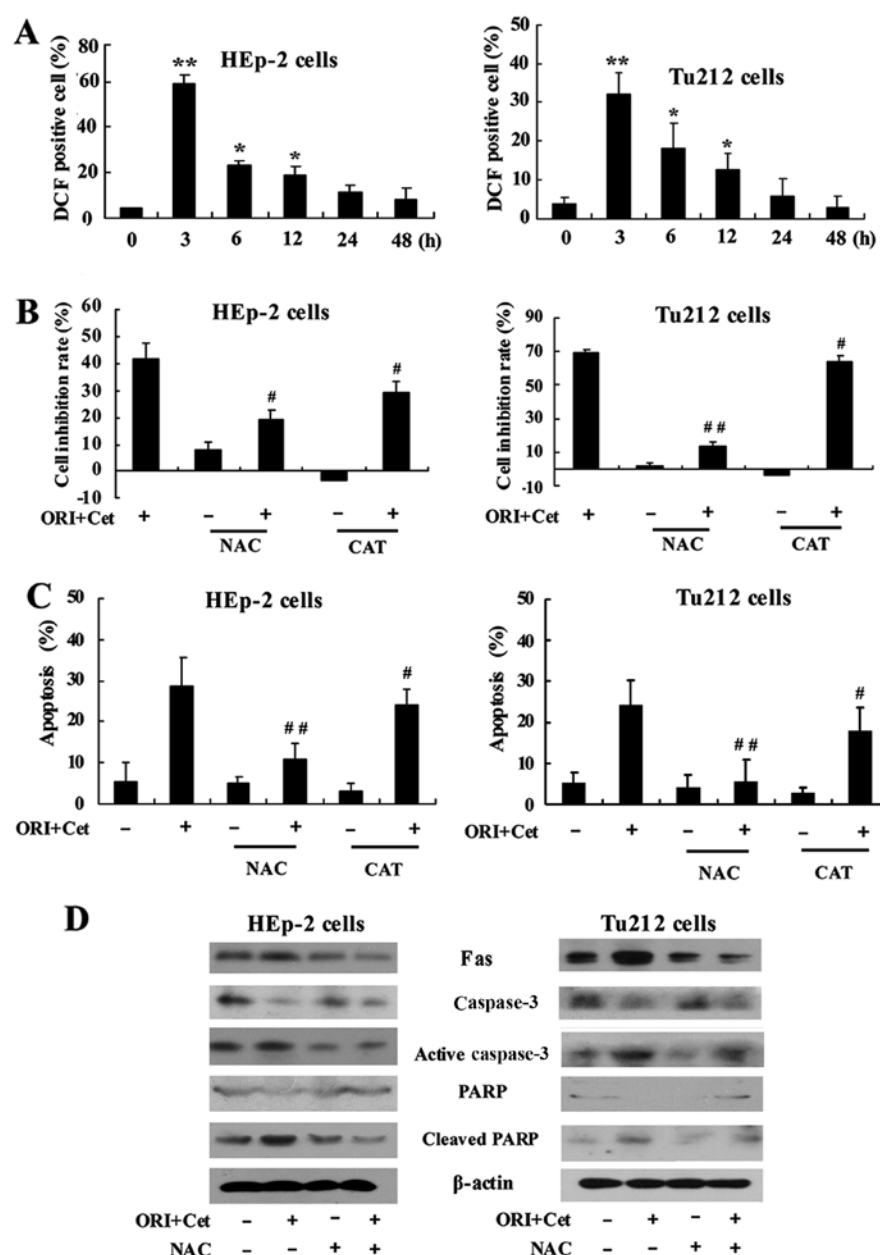 A
HEp-2 cells
DCF positive cell (%)
80
60
40
20
0
**
*
*
0 3 6 12 24 48 (h)
Tu212 cells
DCF positive cell (%)
50
40
30
20
10
0
**
*
*
0 3 6 12 24 48 (h)
B
HEp-2 cells
Cell inhibition rate (%)
60
50
40
30
20
10
0
-10
#
#
ORI+Cet + − + − +
NAC CAT
Tu212 cells
Cell inhibition rate (%)
90
70
50
30
10
-10
# #
#
ORI+Cet + − + − +
NAC CAT
C
HEp-2 cells
Apoptosis (%)
50
40
30
20
10
0
# #
#
ORI+Cet − + − + − +
NAC CAT
Tu212 cells
Apoptosis (%)
50
40
30
20
10
0
# #
#
ORI+Cet − + − + − +
NAC CAT
D
HEp-2 cells Tu212 cells
Fas
Caspase-3
Active caspase-3
PARP
Cleaved PARP
β-actin
ORI+Cet − + − +
NAC − − + +
ORI+Cet − + − +
NAC − − + +